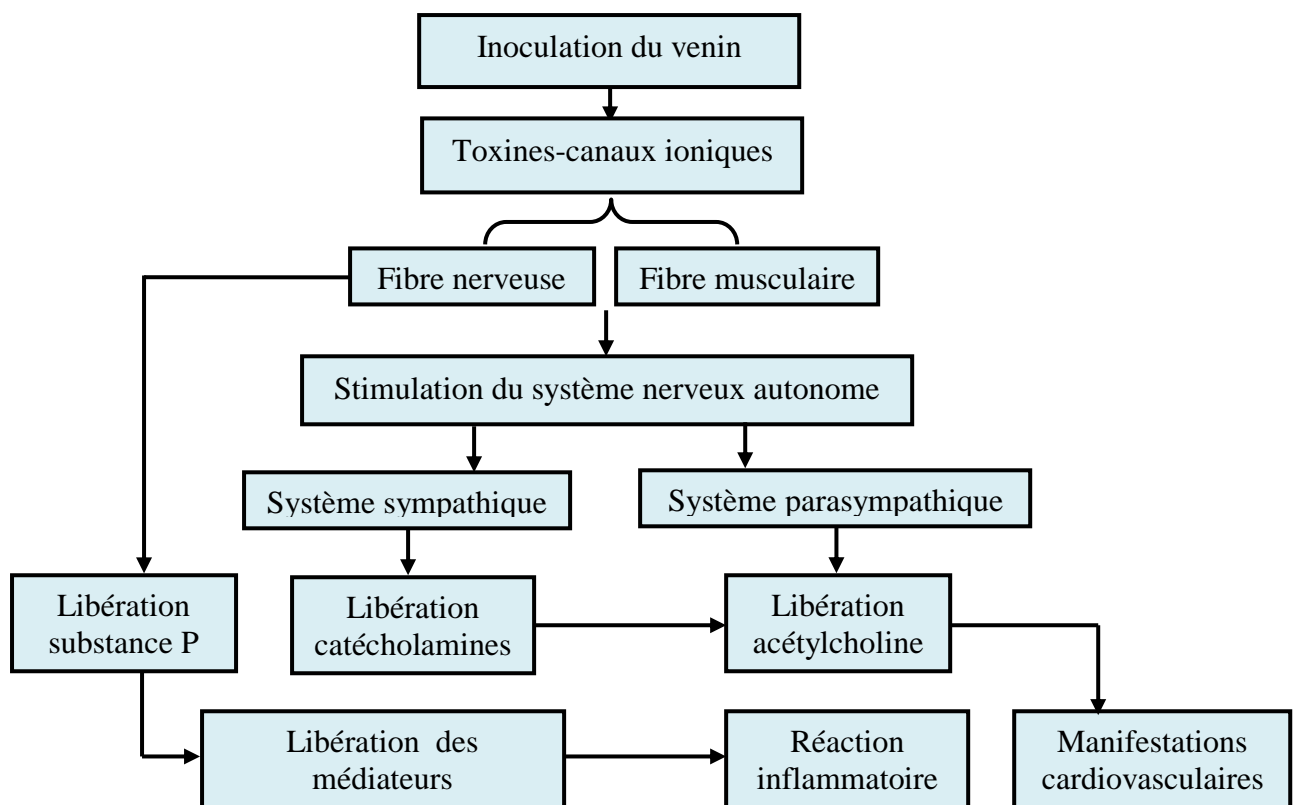 Inoculation du venin
Toxines-canaux ioniques
Fibre nerveuse
Fibre musculaire
Stimulation du système nerveux autonome
Système sympathique
Système parasympathique
Libération
substance P
Libération
catécholamines
Libération
acétylcholine
Libération des
médiateurs
Réaction
inflammatoire
Manifestations
cardiovasculaires